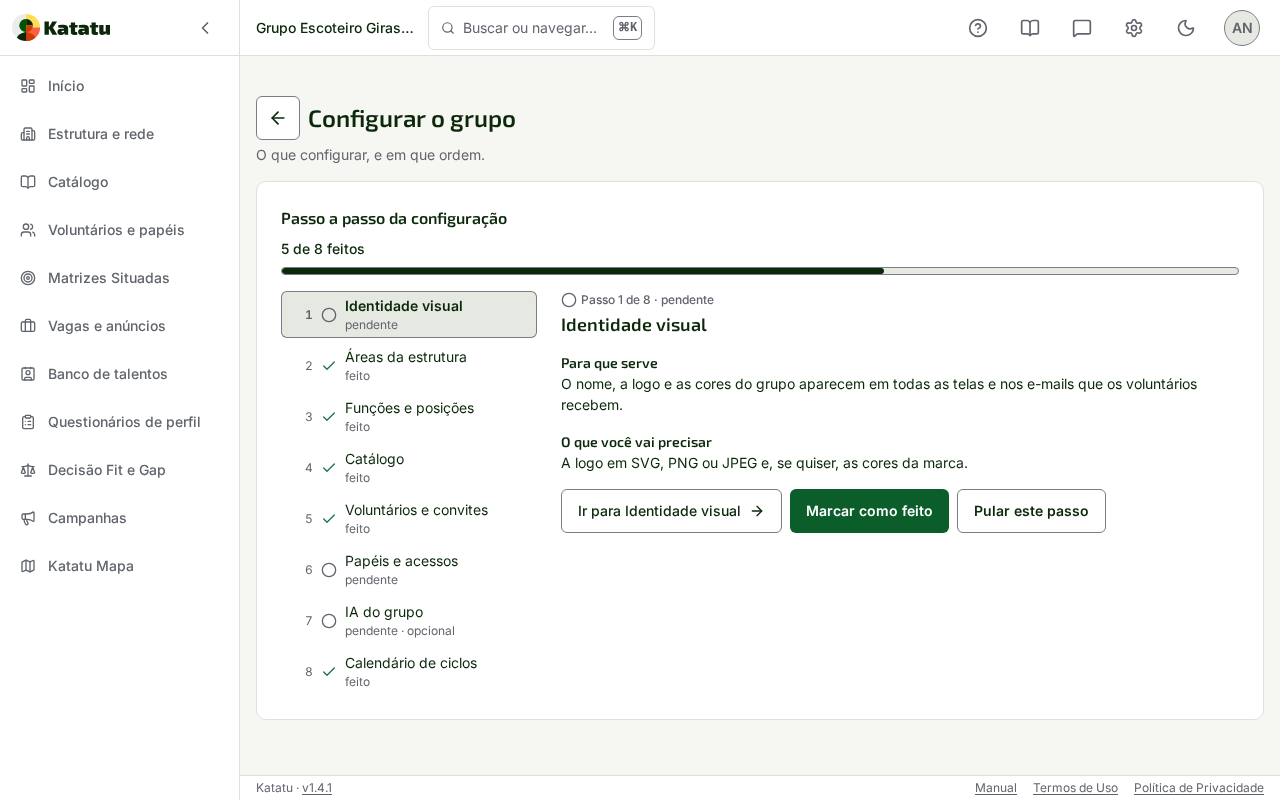 Katatu
Grupo Escoteiro Giras...
Buscar ou navegar...
⌘K
AN
Início
Estrutura e rede
Catálogo
Voluntários e papéis
Matrizes Situadas
Vagas e anúncios
Banco de talentos
Questionários de perfil
Decisão Fit e Gap
Campanhas
Katatu Mapa
Configurar o grupo
O que configurar, e em que ordem.
Passo a passo da configuração
5 de 8 feitos
1 Identidade visual
pendente
2 Áreas da estrutura
feito
3 Funções e posições
feito
4 Catálogo
feito
5 Voluntários e convites
feito
6 Papéis e acessos
pendente
7 IA do grupo
pendente · opcional
8 Calendário de ciclos
feito
Passo 1 de 8 · pendente
Identidade visual
Para que serve
O nome, a logo e as cores do grupo aparecem em todas as telas e nos e-mails que os voluntários
recebem.
O que você vai precisar
A logo em SVG, PNG ou JPEG e, se quiser, as cores da marca.
Ir para Identidade visual
Marcar como feito
Pular este passo
Katatu · v1.4.1
Manual
Termos de Uso
Política de Privacidade